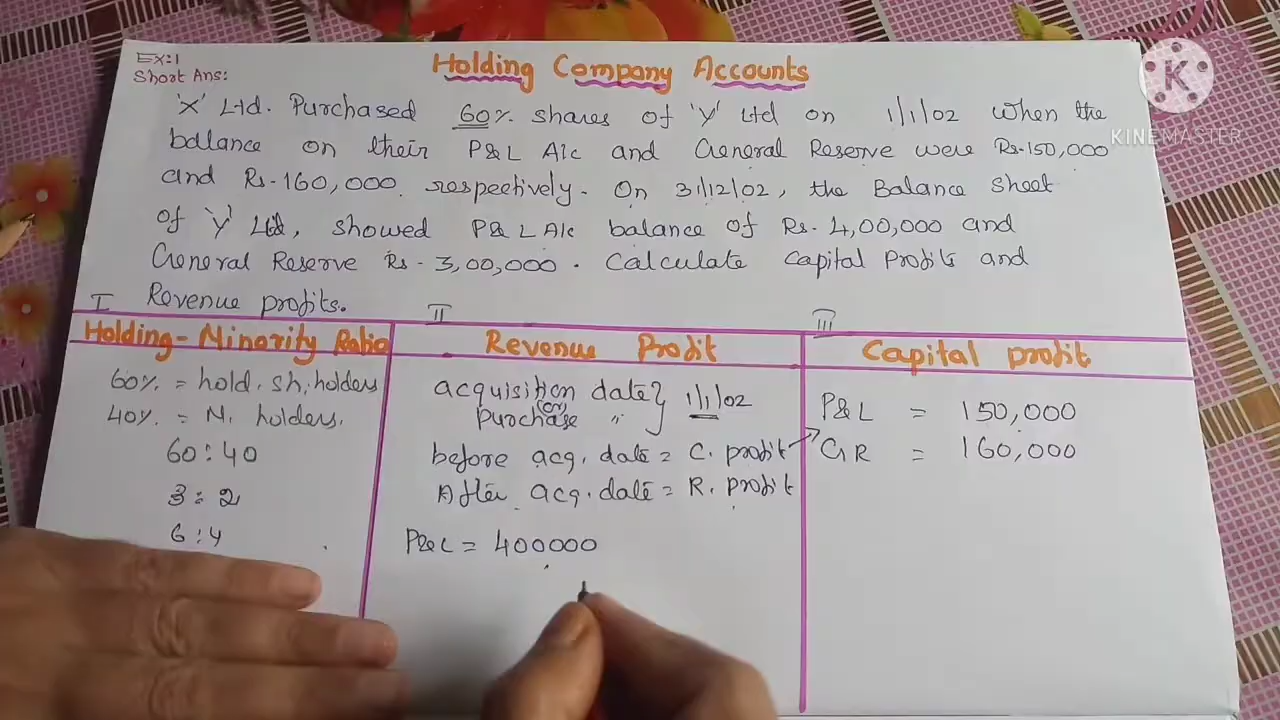 Ex:1
Short Ans:
Holding Company Accounts
'X' Ltd. Purchased 60% shares of 'Y' Ltd on 1/1/02 when the
balance on their P&L A/c and General Reserve were Rs.150,000
and Rs.160,000 respectively. On 31/12/02, the Balance Sheet
of 'Y' Ltd, showed P&L A/c balance of Rs. 4,00,000 and
General Reserve Rs. 3,00,000. Calculate Capital Profits and
Revenue profits.
I
Holding-Minority Ratio
60% = hold. sh. holders
40% = M. holders.
60:40
3:2
6:4
II
Revenue Profit
acquisition date } 1/1/02
(or)
Purchase "
before acq. date = C. profit
After acq. date = R. profit
P&L = 400000
III
Capital profit
P&L = 150,000
GR = 160,000
K
KINEMASTER